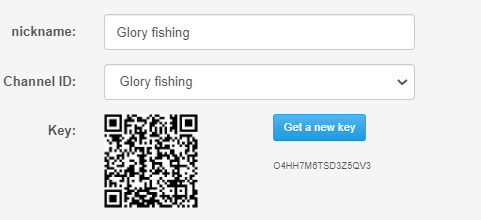 nickname: Glory fishing
Channel ID: Glory fishing
Key: Get a new key
O4HH7M6TSD3Z5QV3